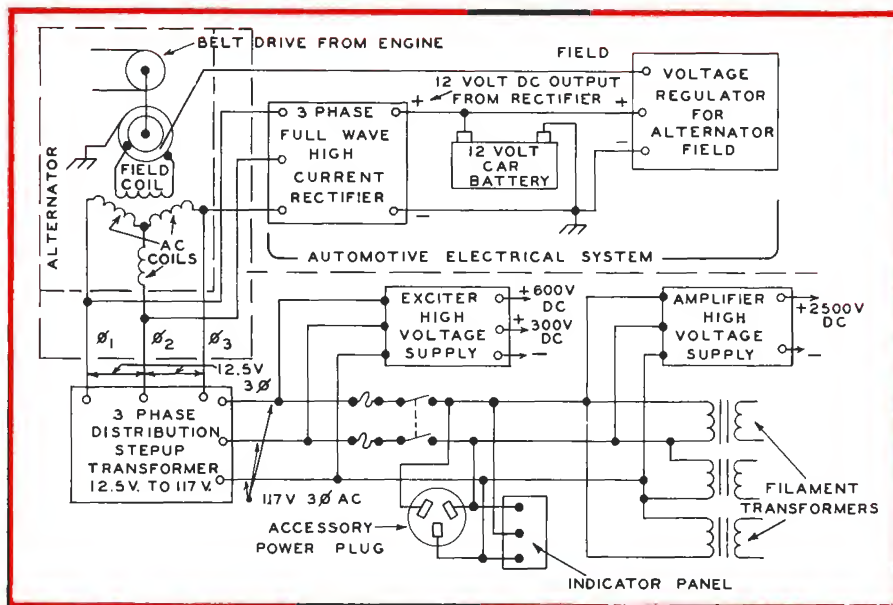 BELT DRIVE FROM ENGINE
FIELD
12 VOLT DC OUTPUT
FROM RECTIFIER
VOLTAGE
REGULATOR
FOR
ALTERNATOR
FIELD
+
-
3 PHASE
FULL WAVE
HIGH
CURRENT
RECTIFIER
+
-
12 VOLT
CAR
BATTERY
+
-
FIELD
COIL
AC
COILS
ALTERNATOR
AUTOMOTIVE ELECTRICAL SYSTEM
Ø1
Ø2
Ø3
12.5V
3Ø
EXCITER
HIGH
VOLTAGE
SUPPLY
+600V
DC
+
300V
DC
-
AMPLIFIER
HIGH
VOLTAGE
SUPPLY
+2500V
DC
-
3 PHASE
DISTRIBUTION
STEPUP
TRANSFORMER
12.5V. TO 117V.
117V 3Ø AC
ACCESSORY
POWER PLUG
INDICATOR PANEL
FILAMENT
TRANSFORMERS